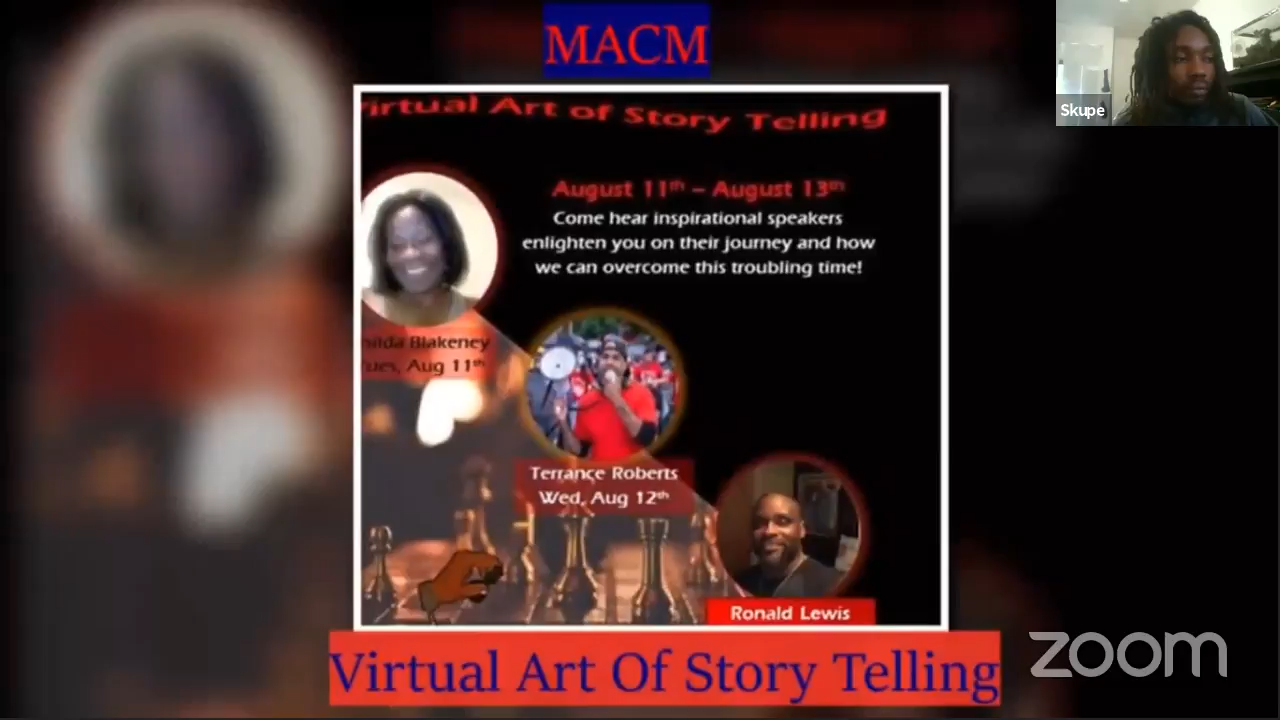 MACM
Skupe
irtual Art of Story Telling
August 11th – August 13th
Come hear inspirational speakers
enlighten you on their journey and how
we can overcome this troubling time!
Blakeney
Aug 11th
Terrance Roberts
Wed, Aug 12th
Ronald Lewis
Virtual Art Of Story Telling
zoom